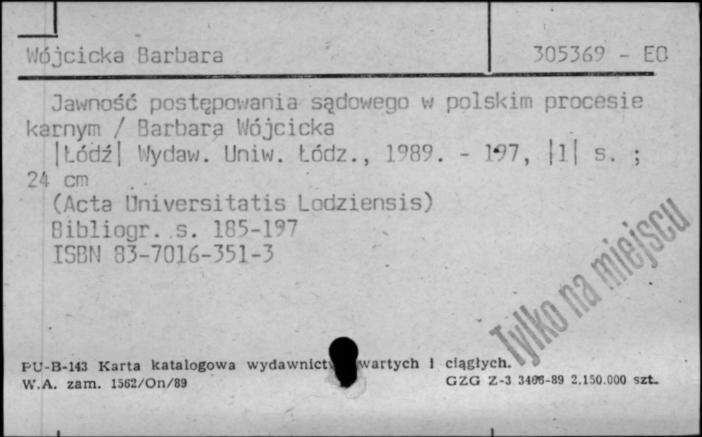 Wójcicka Barbara 305369 - EO
Jawność postępowania sądowego w polskim procesie
karnym / Barbara Wójcicka
|Łódź| Wydaw. Uniw. Łódz., 1989. - 197, |1| s. ;
24 cm
(Acta Universitatis Lodziensis)
Bibliogr. s. 185-197
ISBN 83-7016-351-3
Tylko na miejscu
PU-B-143 Karta katalogowa wydawnictw zwartych i ciągłych.
W.A. zam. 1562/On/89 GZG Z-3 3466-89 2.150.000 szt.